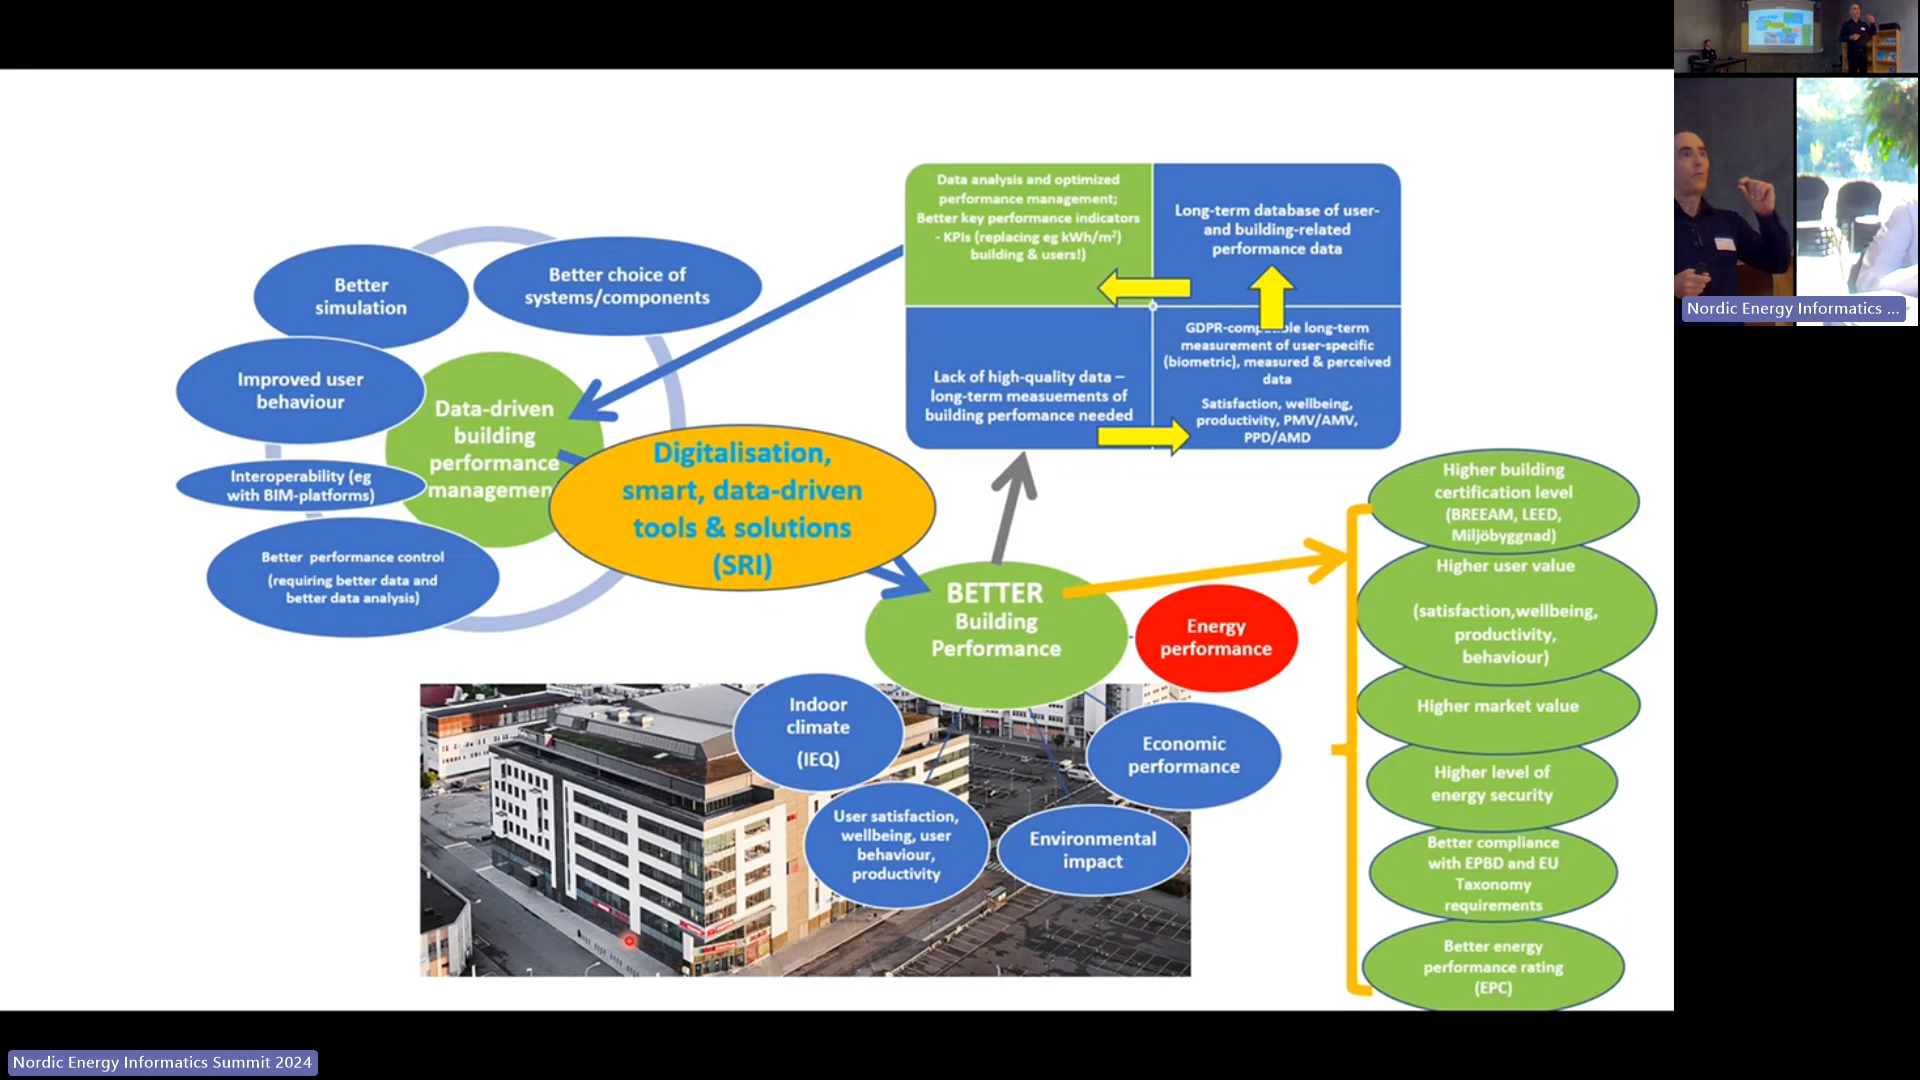 Better
simulation
Better choice of
systems/components
Improved user
behaviour
Interoperability (eg
with BIM-platforms)
Better performance control
(requiring better data and
better data analysis)
Data-driven
building
performance
managemen
Digitalisation,
smart, data-driven
tools & solutions
(SRI)
Data analysis and optimized
performance management;
Better key performance indicators
- KPIs (replacing eg kWh/m²)
building & users!)
Long-term database of user-
and building-related
performance data
Lack of high-quality data –
long-term measuements of
building perfomance needed
GDPR-comp ble long-term
measurement of user-specific
(biometric), measured & perceived
data
Satisfaction, wellbeing,
productivity, PMV/AMV,
PPD/AMD
BETTER
Building
Performance
Energy
performance
Indoor
climate
(IEQ)
User satisfaction,
wellbeing, user
behaviour,
productivity
Environmental
impact
Economic
performance
Higher building
certification level
(BREEAM, LEED,
Miljöbyggnad)
Higher user value
(satisfaction,wellbeing,
productivity,
behaviour)
Higher market value
Higher level of
energy security
Better compliance
with EPBD and EU
Taxonomy
requirements
Better energy
performance rating
(EPC)
Nordic Energy Informatics ...
Nordic Energy Informatics Summit 2024